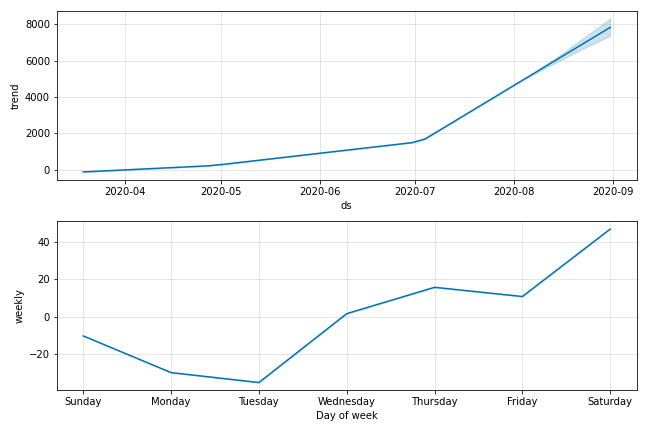 8000
6000
4000
2000
0
trend
2020-04 2020-05 2020-06 2020-07 2020-08 2020-09
ds
40
20
0
−20
weekly
Sunday Monday Tuesday Wednesday Thursday Friday Saturday
Day of week